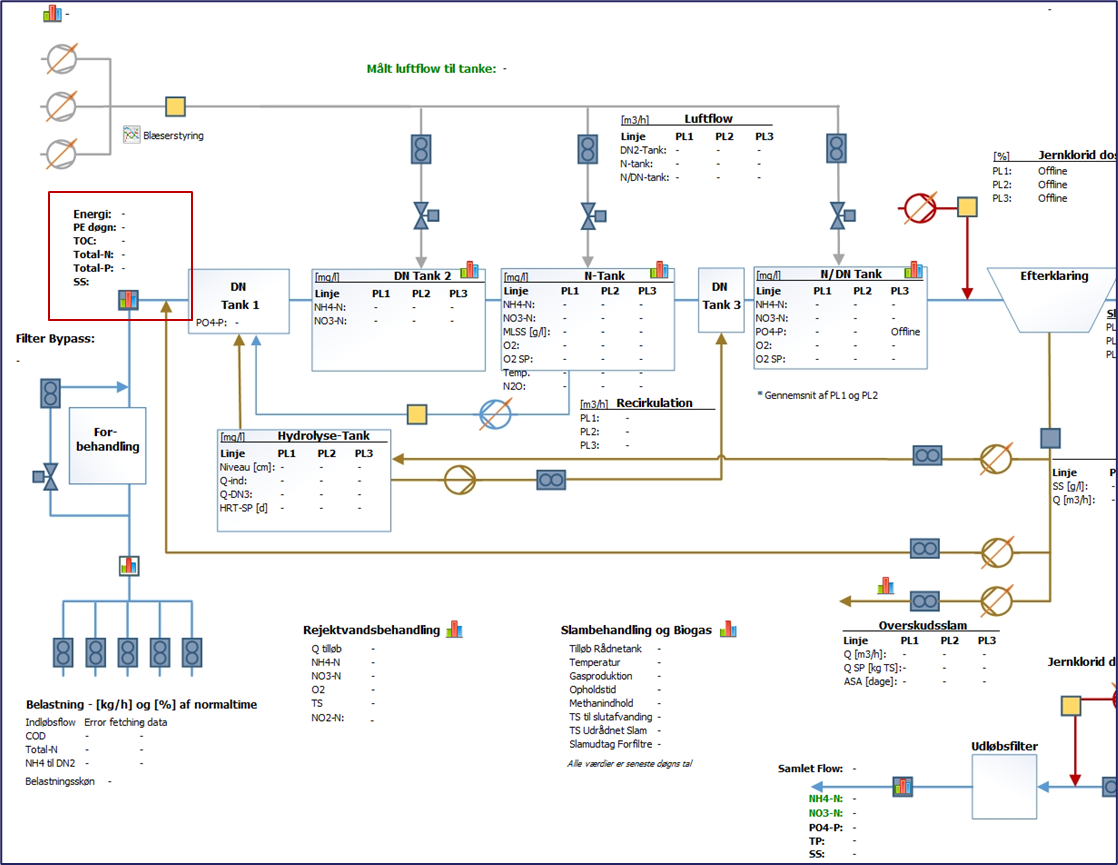 -
-
Målt luftflow til tanke: -
Blæserstyring
[m3/h] Luftflow
Linje PL1 PL2 PL3
DN2-Tank: - - -
N-tank: - - -
N/DN-tank: - - -
[%] Jernklorid dos
PL1: Offline
PL2: Offline
PL3: Offline
Energi: -
PE døgn: -
TOC: -
Total-N: -
Total-P: -
SS: -
DN
Tank 1
PO4-P: -
[mg/l] DN Tank 2
Linje PL1 PL2 PL3
NH4-N: - - -
NO3-N: - - -
[mg/l] N-Tank
Linje PL1 PL2 PL3
NH4-N: - - -
NO3-N: - - -
MLSS [g/l]: - - -
O2: - - -
O2 SP: - - -
Temp. - - -
N2O: - - -
DN
Tank 3
[mg/l] N/DN Tank
Linje PL1 PL2 PL3
NH4-N: - - -
NO3-N: - - -
PO4-P: - - Offline
O2: - - -
O2 SP: - - -
* Gennemsnit af PL1 og PL2
Efterklaring
Sl
PL
PL
PL
Filter Bypass:
-
For-
behandling
[m3/h] Recirkulation
PL1: -
PL2: -
PL3: -
[mg/l] Hydrolyse-Tank
Linje PL1 PL2 PL3
Niveau [cm]: - - -
Q-ind: - - -
Q-DN3: - - -
HRT-SP [d] - - -
Linje P
SS [g/l]: -
Q [m3/h]: -
Overskudsslam
Linje PL1 PL2 PL3
Q [m3/h]: - - -
Q SP [kg TS]:- - -
ASA [dage]: - - -
Rejektvandsbehandling
Q tilløb -
NH4-N -
NO3-N -
O2 -
TS -
NO2-N: -
Slambehandling og Biogas
Tilløb Rådnetank -
Temperatur -
Gasproduktion -
Opholdstid -
Methanindhold -
TS til slutafvanding -
TS Udrådnet Slam -
Slamudtag Forfiltre -
Alle værdier er seneste døgns tal
Belastning - [kg/h] og [%] af normaltime
Indløbsflow Error fetching data
COD - -
Total-N - -
NH4 til DN2 - -
Belastningsskøn -
Jernklorid d
Udløbsfilter
Samlet Flow: -
NH4-N: -
NO3-N: -
PO4-P: -
TP: -
SS: -